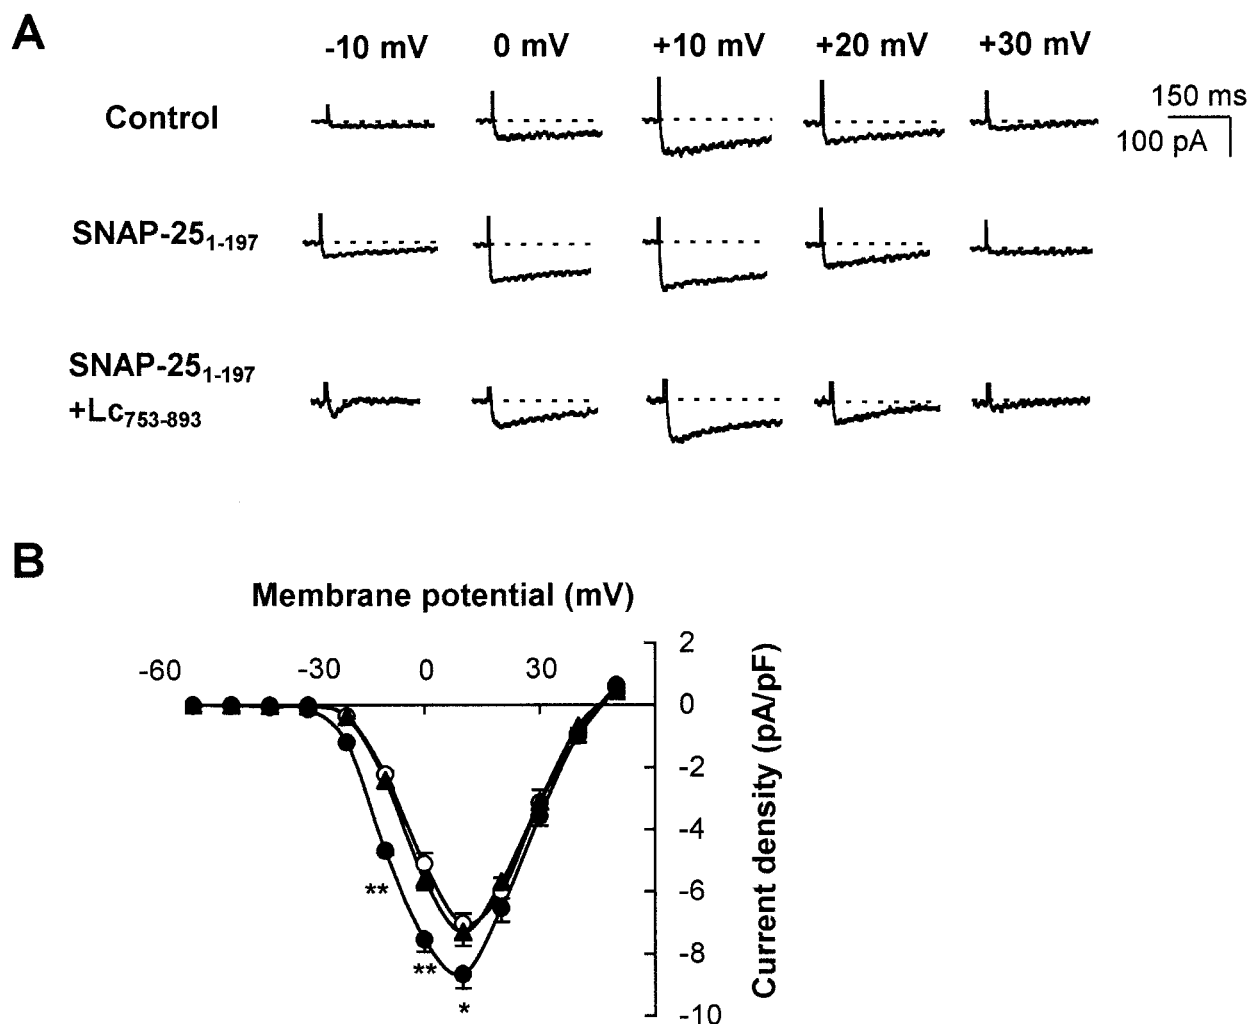 A
-10 mV 0 mV +10 mV +20 mV +30 mV
Control
150 ms
100 pA
SNAP-25₁₋₁₉₇
SNAP-25₁₋₁₉₇
+Lc₇₅₃₋₈₉₃
B
Membrane potential (mV)
-60 -30 0 30
2
0
-2
-4
-6
-8
-10
Current density (pA/pF)
**
**
*